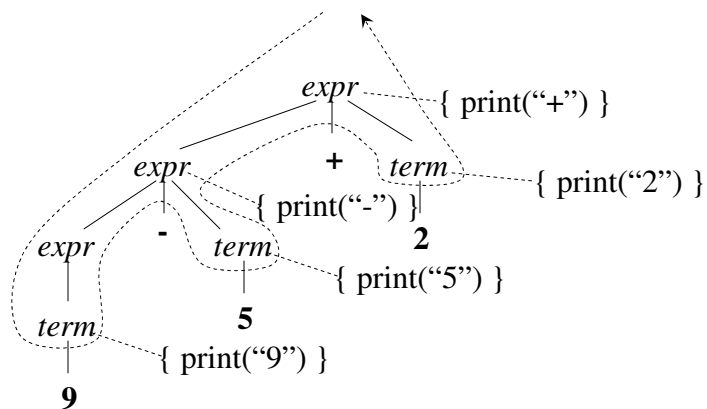 expr { print(“+”) }
expr + term { print(“2”) }
{ print(“-”) }
expr - term 2
{ print(“5”) }
term 5
{ print(“9”) }
9